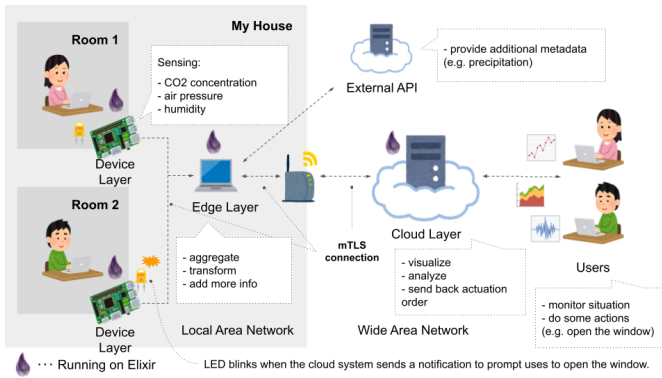 My House
Room 1
Sensing:
- CO2 concentration
- air pressure
- humidity
Device
Layer
- provide additional metadata
(e.g. precipitation)
External API
Edge Layer
Cloud Layer
Room 2
- aggregate
- transform
- add more info
mTLS
connection
- visualize
- analyze
- send back actuation
order
Users
- monitor situation
- do some actions
(e.g. open the window)
Device
Layer
Local Area Network
Wide Area Network
··· Running on Elixir
LED blinks when the cloud system sends a notification to prompt uses to open the window.